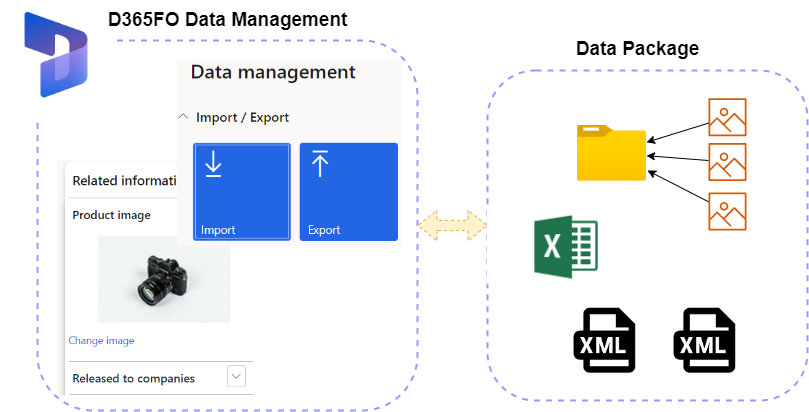 D365FO Data Management
Data management
Import / Export
Import
Export
Related informati
Product image
Change image
Released to companies
Data Package
X
XML
XML